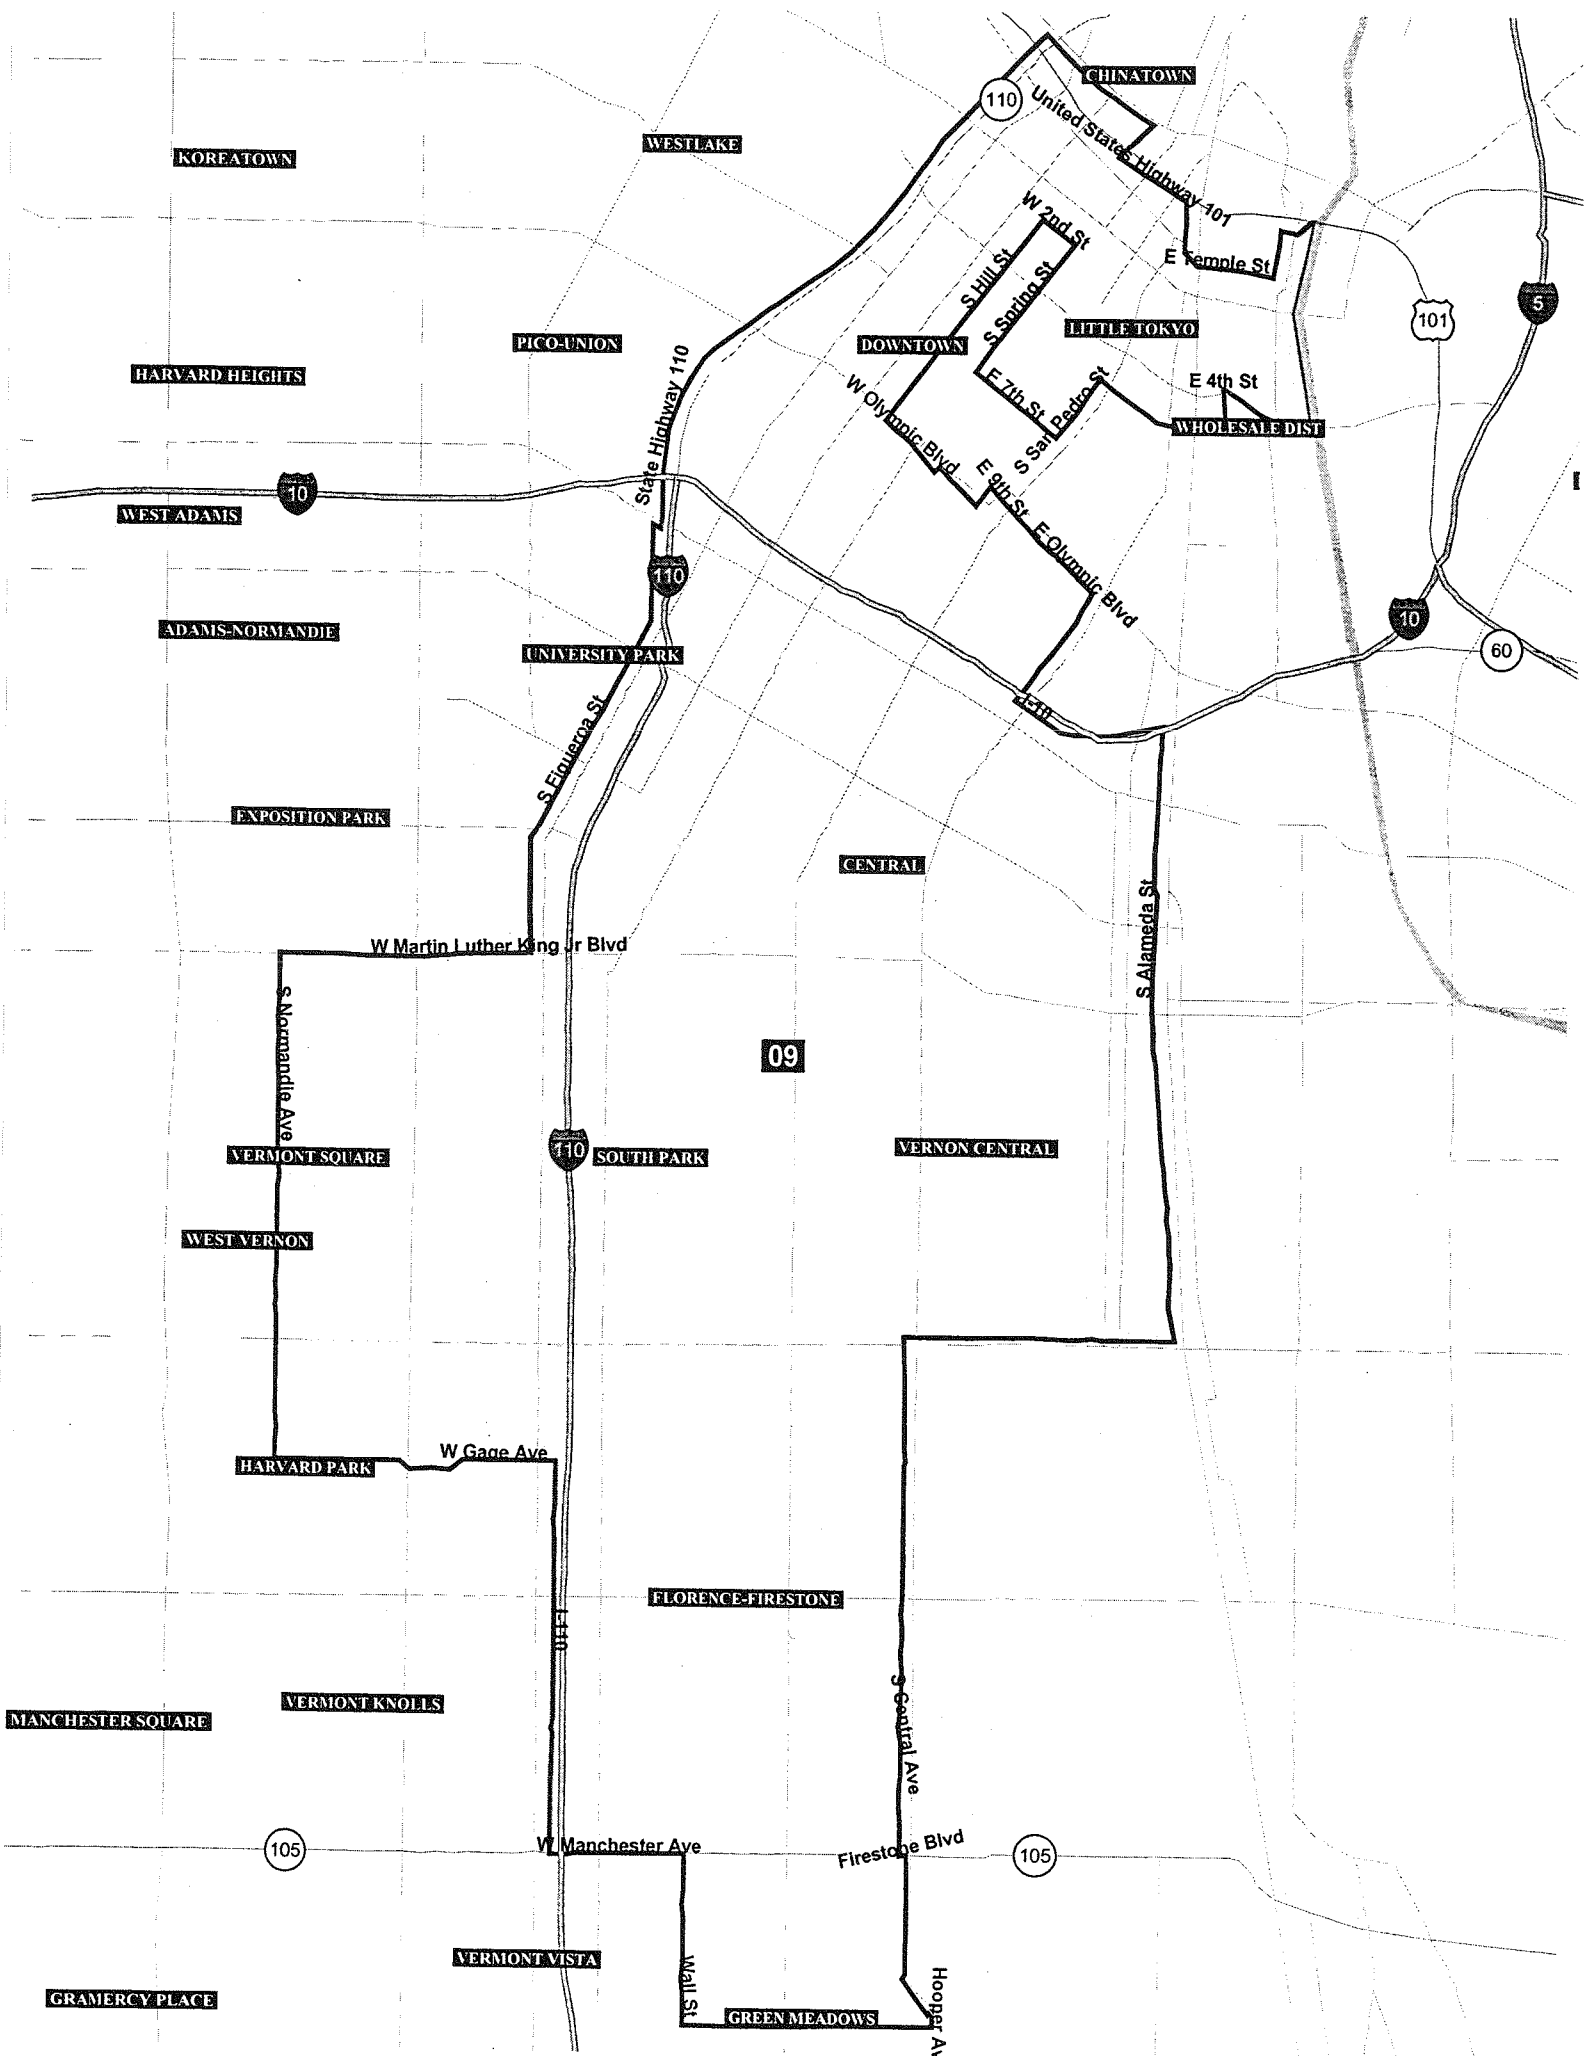 CHINATOWN
110
United States Highway 101
WESTLAKE
KOREATOWN
W 2nd St
S Hill St
E Temple St
S Spring St
5
101
LITTLE TOKYO
PICO-UNION
DOWNTOWN
HARVARD HEIGHTS
State Highway 110
W Olympic Blvd
E 7th St
S San Pedro St
E 4th St
WHOLESALE DIST
10
WEST ADAMS
E 9th St
E Olympic Blvd
110
10
60
ADAMS-NORMANDIE
UNIVERSITY PARK
I-10
S Figueroa St
EXPOSITION PARK
CENTRAL
S Alameda St
W Martin Luther King Jr Blvd
S Normandie Ave
09
110
VERMONT SQUARE
SOUTH PARK
VERNON CENTRAL
WEST VERNON
W Gage Ave
HARVARD PARK
FLORENCE-FIRESTONE
I-110
S Central Ave
VERMONT KNOLLS
MANCHESTER SQUARE
105
W Manchester Ave
Firestone Blvd
105
VERMONT VISTA
Wall St
Hooper Av
GRAMERCY PLACE
GREEN MEADOWS